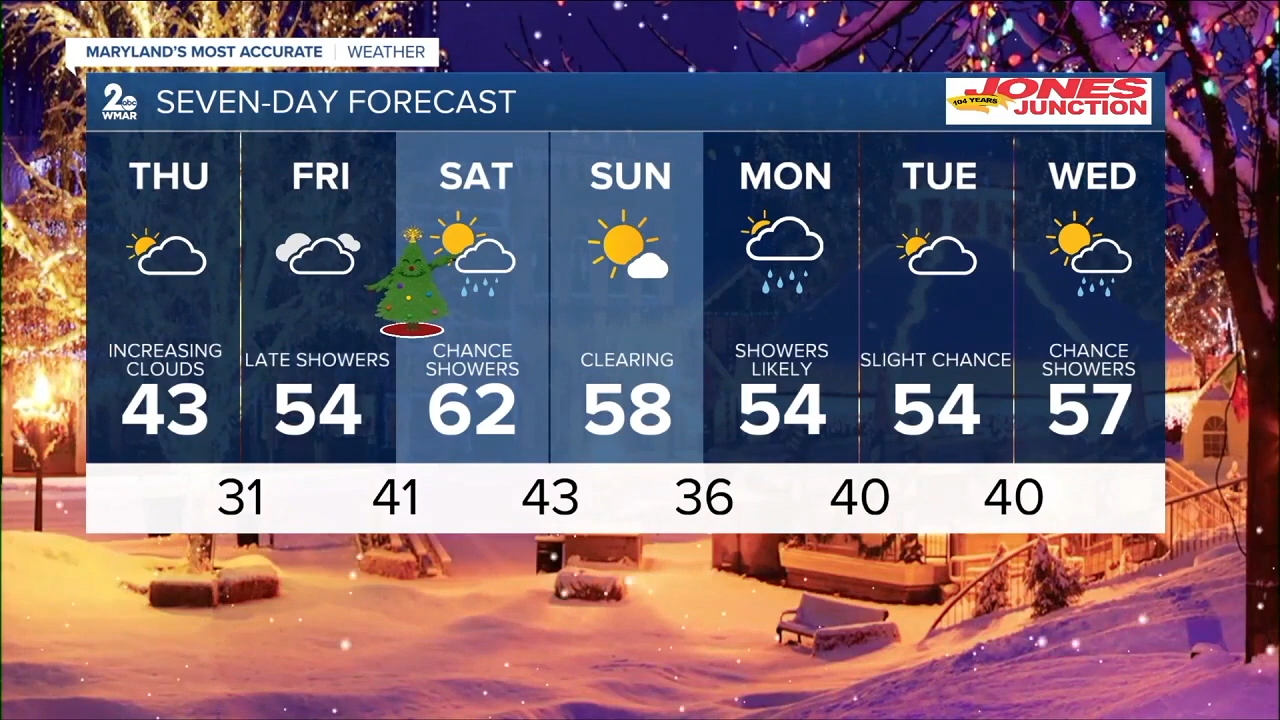 MARYLAND'S MOST ACCURATE | WEATHER
2 abc
WMAR
SEVEN-DAY FORECAST
JONES
104 YEARS
JUNCTION
THU FRI SAT SUN MON TUE WED
INCREASING CLOUDS
LATE SHOWERS
CHANCE SHOWERS
CLEARING
SHOWERS LIKELY
SLIGHT CHANCE
CHANCE SHOWERS
43 54 62 58 54 54 57
31 41 43 36 40 40